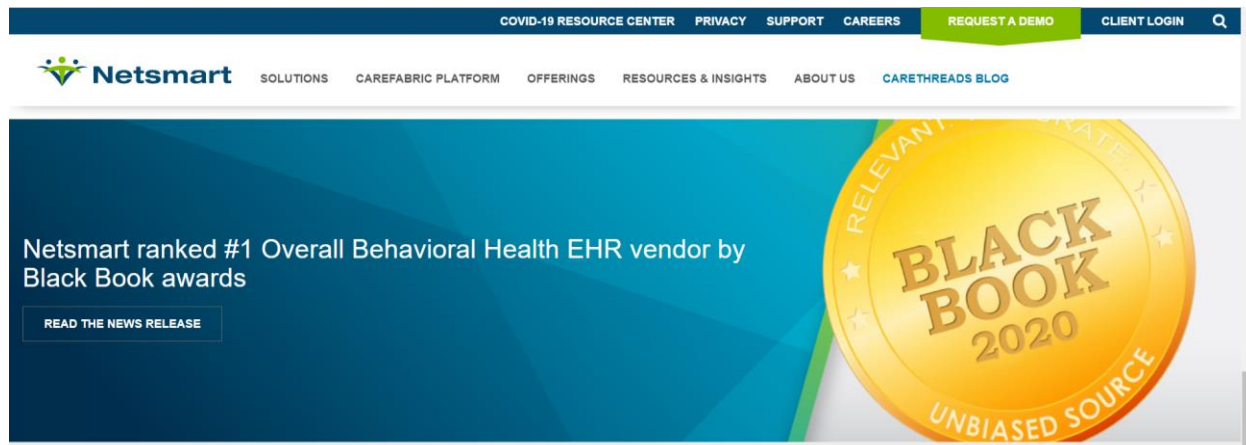 COVID-19 RESOURCE CENTER PRIVACY SUPPORT CAREERS REQUEST A DEMO CLIENT LOGIN
Netsmart SOLUTIONS CAREFABRIC PLATFORM OFFERINGS RESOURCES & INSIGHTS ABOUT US CARETHREADS BLOG
Netsmart ranked #1 Overall Behavioral Health EHR vendor by
Black Book awards
READ THE NEWS RELEASE
RELEVANT.
BLACK
BOOK
2020
UNBIASED SOURCE